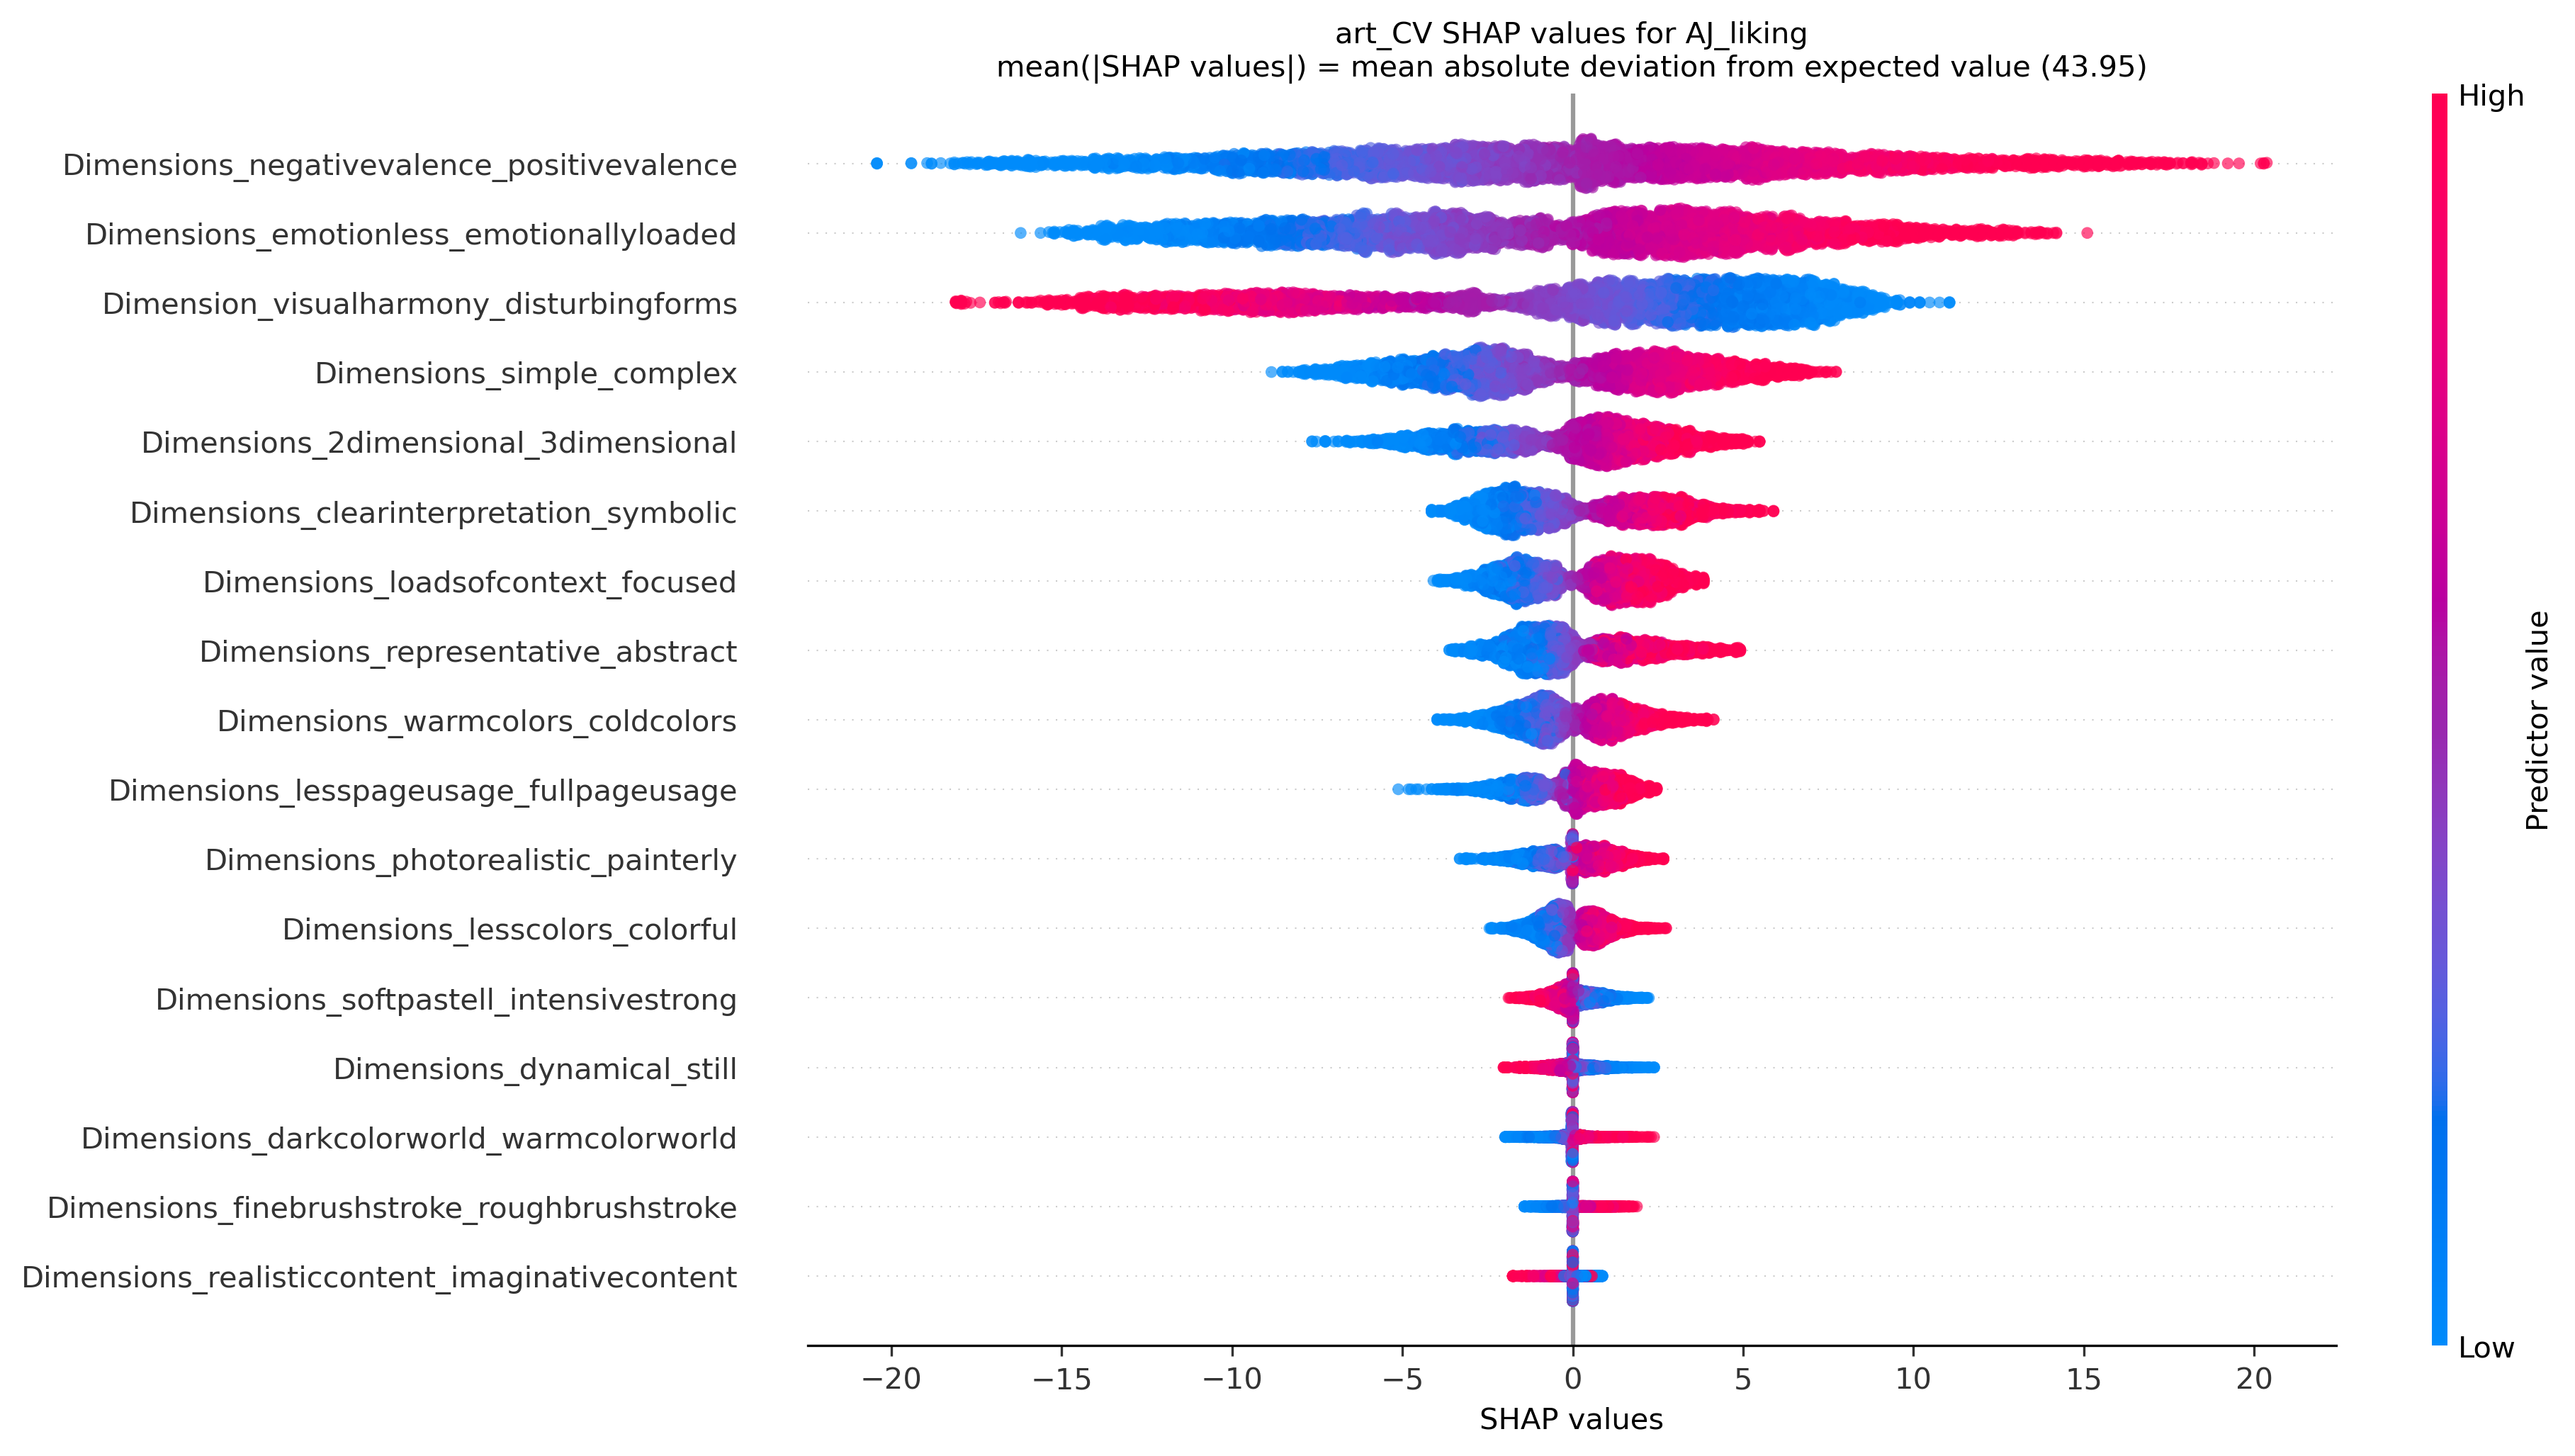 art_CV SHAP values for AJ_liking
mean(|SHAP values|) = mean absolute deviation from expected value (43.95)
High
Dimensions_negativevalence_positivevalence
Dimensions_emotionless_emotionallyloaded
Dimension_visualharmony_disturbingforms
Dimensions_simple_complex
Dimensions_2dimensional_3dimensional
Dimensions_clearinterpretation_symbolic
Dimensions_loadsofcontext_focused
Dimensions_representative_abstract
Dimensions_warmcolors_coldcolors
Dimensions_lesspageusage_fullpageusage
Dimensions_photorealistic_painterly
Dimensions_lesscolors_colorful
Dimensions_softpastell_intensivestrong
Dimensions_dynamical_still
Dimensions_darkcolorworld_warmcolorworld
Dimensions_finebrushstroke_roughbrushstroke
Dimensions_realisticcontent_imaginativecontent
Predictor value
Low
−20 −15 −10 −5 0 5 10 15 20
SHAP values